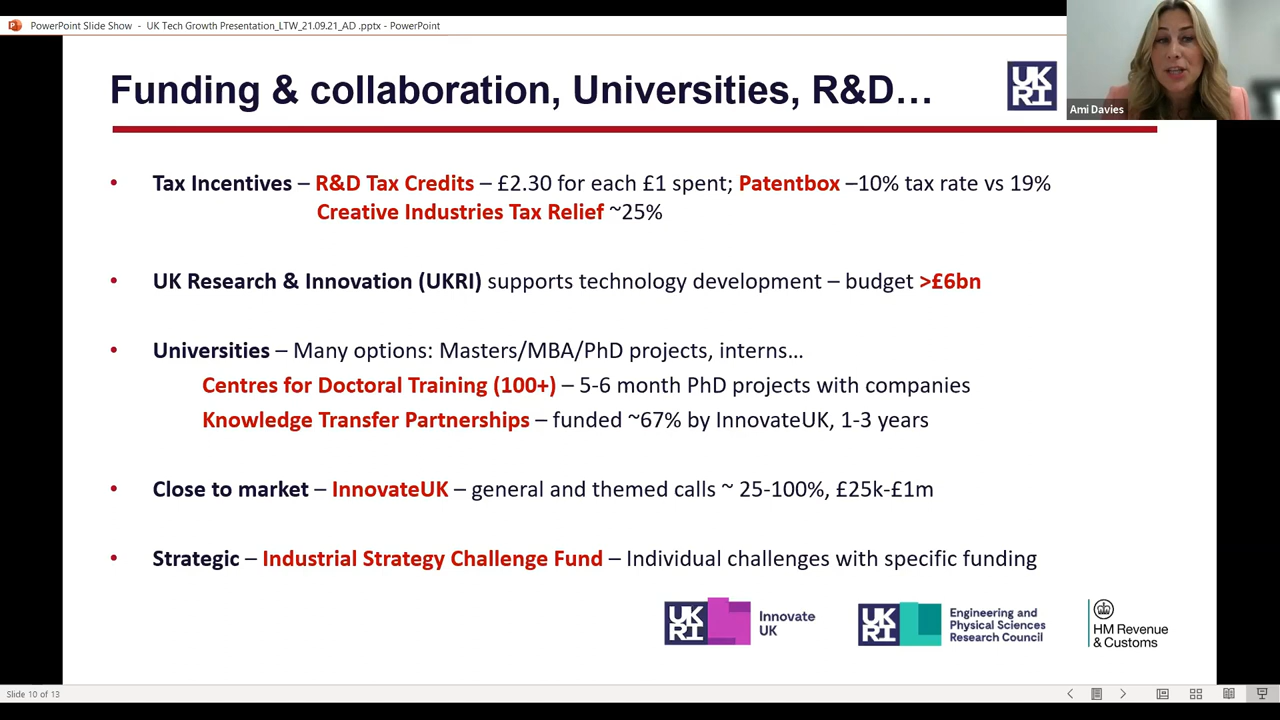 PowerPoint Slide Show - UK Tech Growth Presentation_LTW_21.09.21_AD .pptx - PowerPoint
Funding & collaboration, Universities, R&D…
UK
RI
Ami Davies
• Tax Incentives – R&D Tax Credits – £2.30 for each £1 spent; Patentbox –10% tax rate vs 19%
Creative Industries Tax Relief ~25%
• UK Research & Innovation (UKRI) supports technology development – budget >£6bn
• Universities – Many options: Masters/MBA/PhD projects, interns…
Centres for Doctoral Training (100+) – 5-6 month PhD projects with companies
Knowledge Transfer Partnerships – funded ~67% by InnovateUK, 1-3 years
• Close to market – InnovateUK – general and themed calls ~ 25-100%, £25k-£1m
• Strategic – Industrial Strategy Challenge Fund – Individual challenges with specific funding
UK
RI
Innovate
UK
UK
RI
Engineering and
Physical Sciences
Research Council
HM Revenue
& Customs
Slide 10 of 13